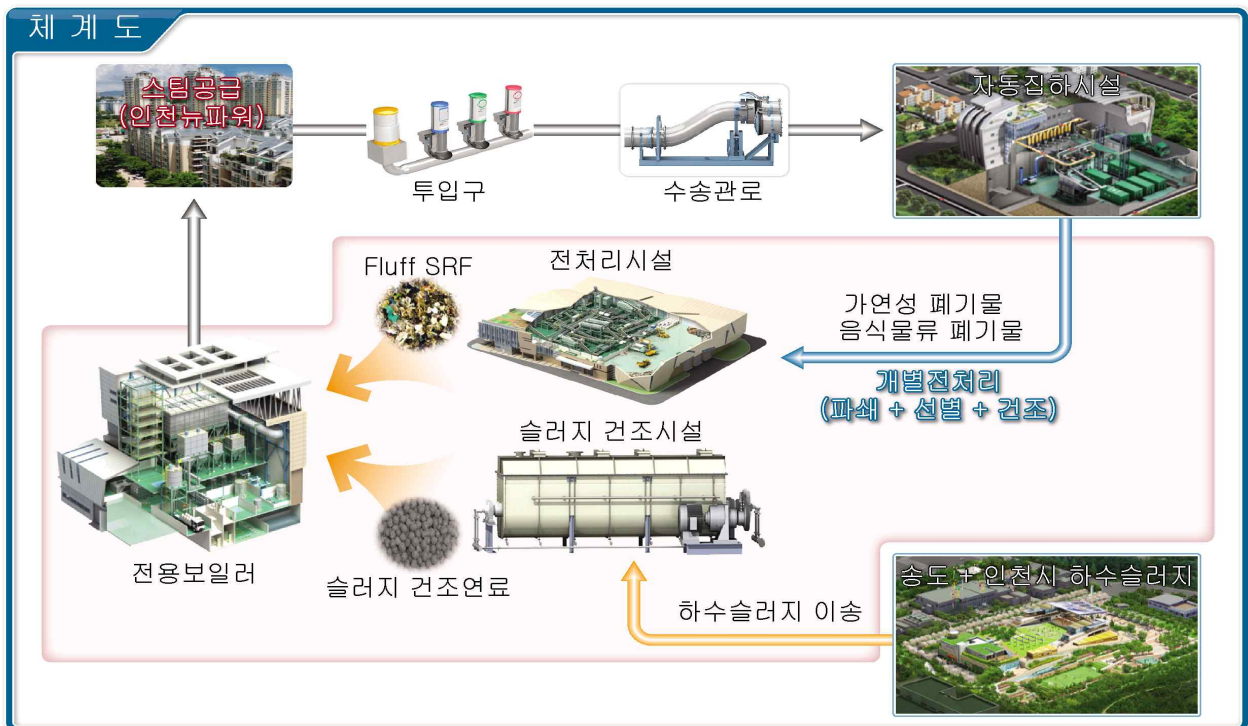 체계도
스팀공급
(인천뉴파워)
투입구
수송관로
자동집하시설
Fluff SRF
전처리시설
가연성 폐기물
음식물류 폐기물
개별전처리
(파쇄 + 선별 + 건조)
슬러지 건조시설
전용보일러
슬러지 건조연료
송도 + 인천시 하수슬러지
하수슬러지 이송